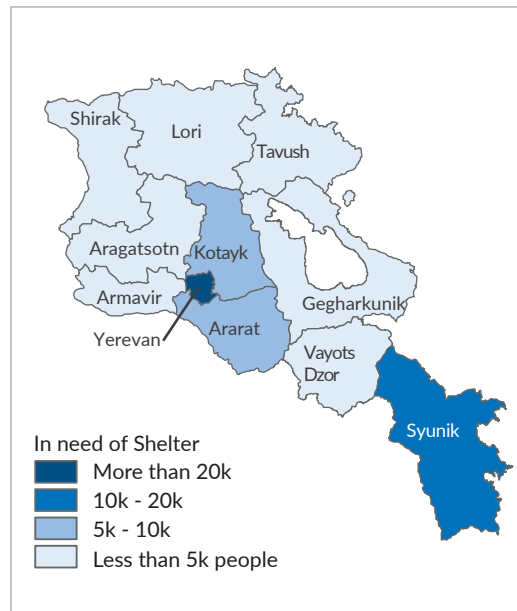 Shirak
Lori
Tavush
Aragatsotn
Kotayk
Armavir
Gegharkunik
Yerevan
Ararat
Vayots
Dzor
Syunik
In need of Shelter
More than 20k
10k - 20k
5k - 10k
Less than 5k people